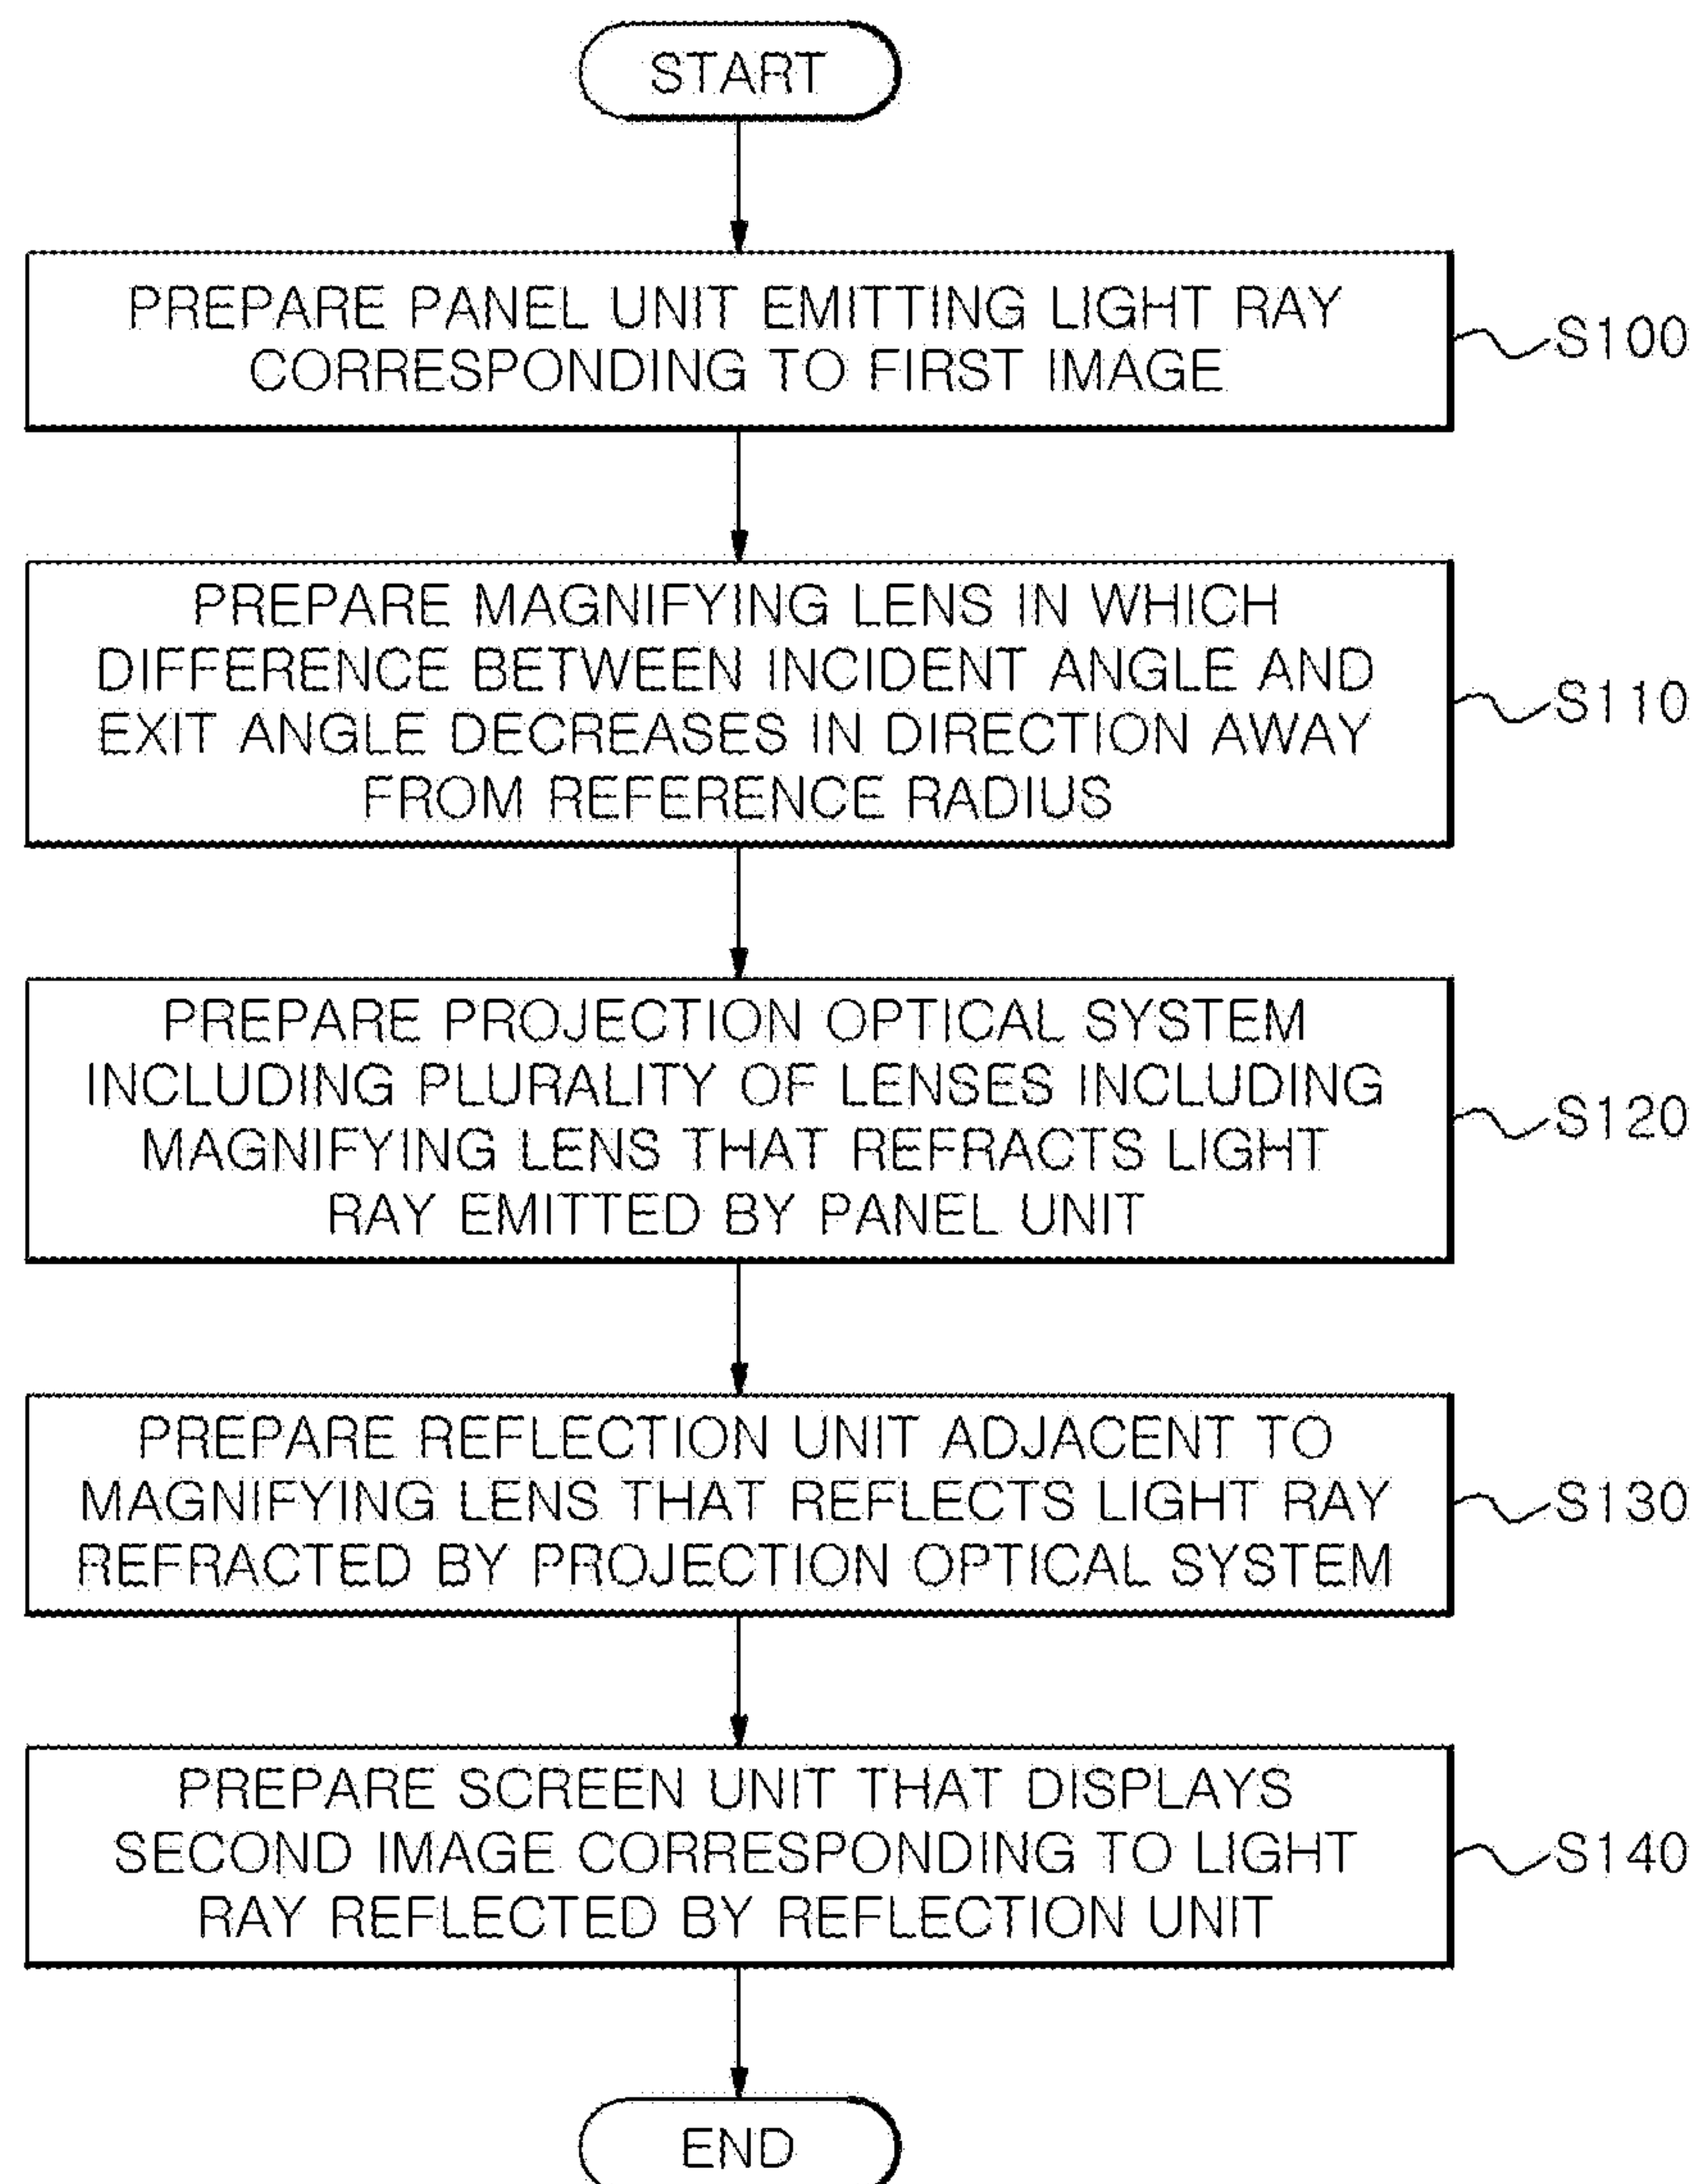 START
PREPARE PANEL UNIT EMITTING LIGHT RAY
CORRESPONDING TO FIRST IMAGE
S100
PREPARE MAGNIFYING LENS IN WHICH
DIFFERENCE BETWEEN INCIDENT ANGLE AND
EXIT ANGLE DECREASES IN DIRECTION AWAY
FROM REFERENCE RADIUS
S110
PREPARE PROJECTION OPTICAL SYSTEM
INCLUDING PLURALITY OF LENSES INCLUDING
MAGNIFYING LENS THAT REFRACTS LIGHT
RAY EMITTED BY PANEL UNIT
S120
PREPARE REFLECTION UNIT ADJACENT TO
MAGNIFYING LENS THAT REFLECTS LIGHT RAY
REFRACTED BY PROJECTION OPTICAL SYSTEM
S130
PREPARE SCREEN UNIT THAT DISPLAYS
SECOND IMAGE CORRESPONDING TO LIGHT
RAY REFLECTED BY REFLECTION UNIT
S140
END